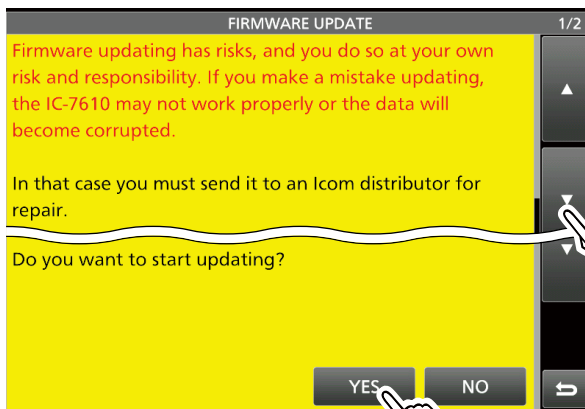 FIRMWARE UPDATE 1/2
Firmware updating has risks, and you do so at your own
risk and responsibility. If you make a mistake updating,
the IC-7610 may not work properly or the data will
become corrupted.
In that case you must send it to an Icom distributor for
repair.
Do you want to start updating?
YES NO